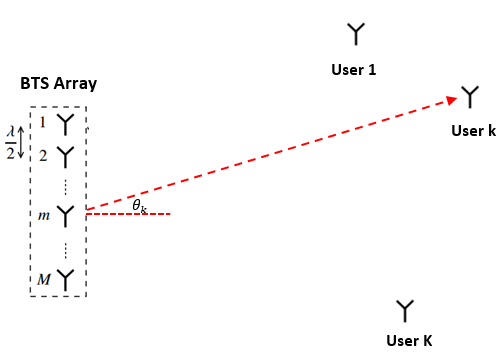 User 1
BTS Array
User k
1
λ/2
2
θk
m
M
User K